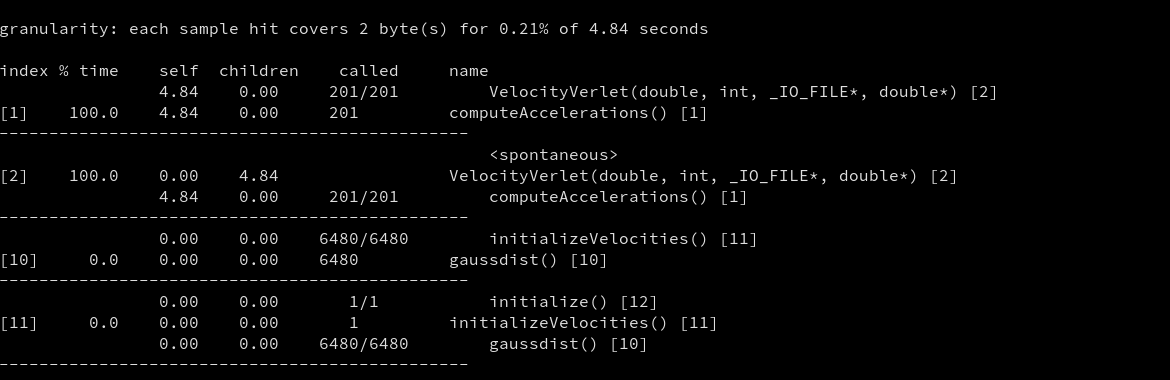 granularity: each sample hit covers 2 byte(s) for 0.21% of 4.84 seconds
index % time    self  children    called     name
                4.84    0.00     201/201         VelocityVerlet(double, int, _IO_FILE*, double*) [2]
[1]    100.0    4.84    0.00     201         computeAccelerations() [1]
-----------------------------------------------
                                                 <spontaneous>
[2]    100.0    0.00    4.84                 VelocityVerlet(double, int, _IO_FILE*, double*) [2]
                4.84    0.00     201/201         computeAccelerations() [1]
-----------------------------------------------
                0.00    0.00    6480/6480        initializeVelocities() [11]
[10]     0.0    0.00    0.00    6480         gaussdist() [10]
-----------------------------------------------
                0.00    0.00       1/1           initialize() [12]
[11]     0.0    0.00    0.00       1         initializeVelocities() [11]
                0.00    0.00    6480/6480        gaussdist() [10]
-----------------------------------------------